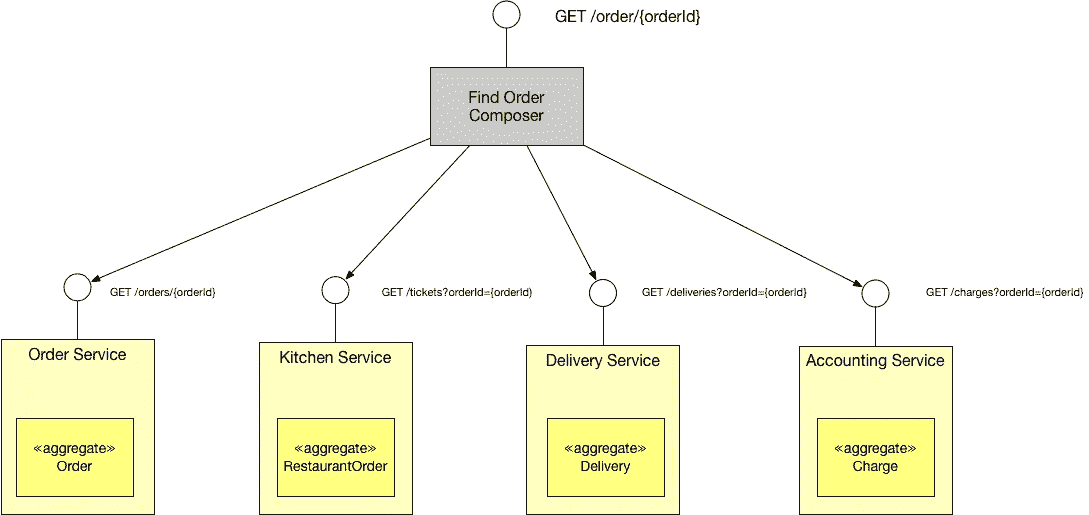 GET /order/{orderId}
Find Order
Composer
GET /orders/{orderId}
GET /tickets?orderId={orderId)
GET /deliveries?orderId={orderId}
GET/charges?orderId={orderId}
Order Service
Kitchen Service
Delivery Service
Accounting Service
«aggregate»
Order
«aggregate»
RestaurantOrder
«aggregate»
Delivery
«aggregate»
Charge